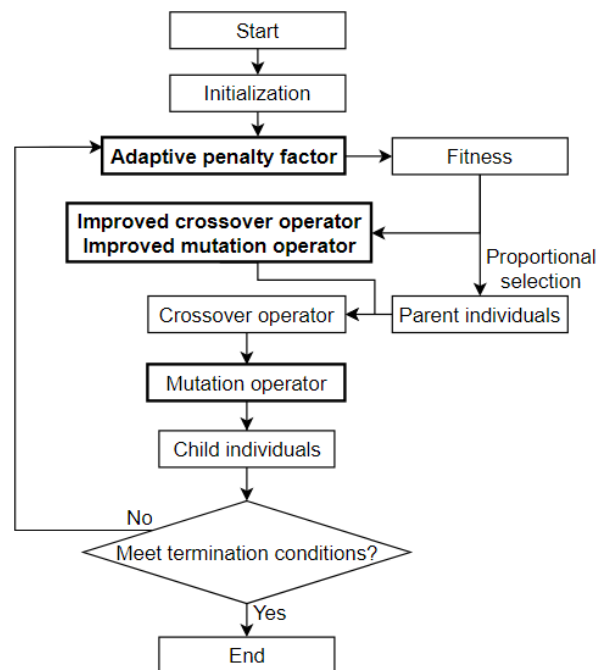 Start
Initialization
Adaptive penalty factor
Fitness
Improved crossover operator
Improved mutation operator
Proportional
selection
Crossover operator
Parent individuals
Mutation operator
Child individuals
No
Meet termination conditions?
Yes
End